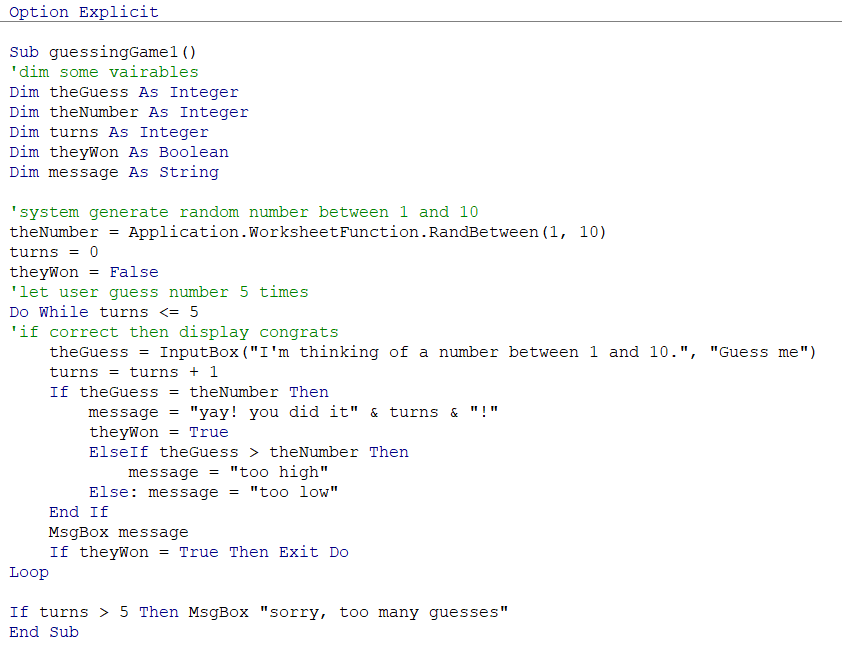 Option Explicit
Sub guessingGame1()
'dim some vairables
Dim theGuess As Integer
Dim theNumber As Integer
Dim turns As Integer
Dim theyWon As Boolean
Dim message As String
'system generate random number between 1 and 10
theNumber = Application.WorksheetFunction.RandBetween(1, 10)
turns = 0
theyWon = False
'let user guess number 5 times
Do While turns <= 5
'if correct then display congrats
    theGuess = InputBox("I'm thinking of a number between 1 and 10.", "Guess me")
    turns = turns + 1
    If theGuess = theNumber Then
        message = "yay! you did it" & turns & "!"
        theyWon = True
        ElseIf theGuess > theNumber Then
            message = "too high"
        Else: message = "too low"
    End If
    MsgBox message
    If theyWon = True Then Exit Do
Loop
If turns > 5 Then MsgBox "sorry, too many guesses"
End Sub